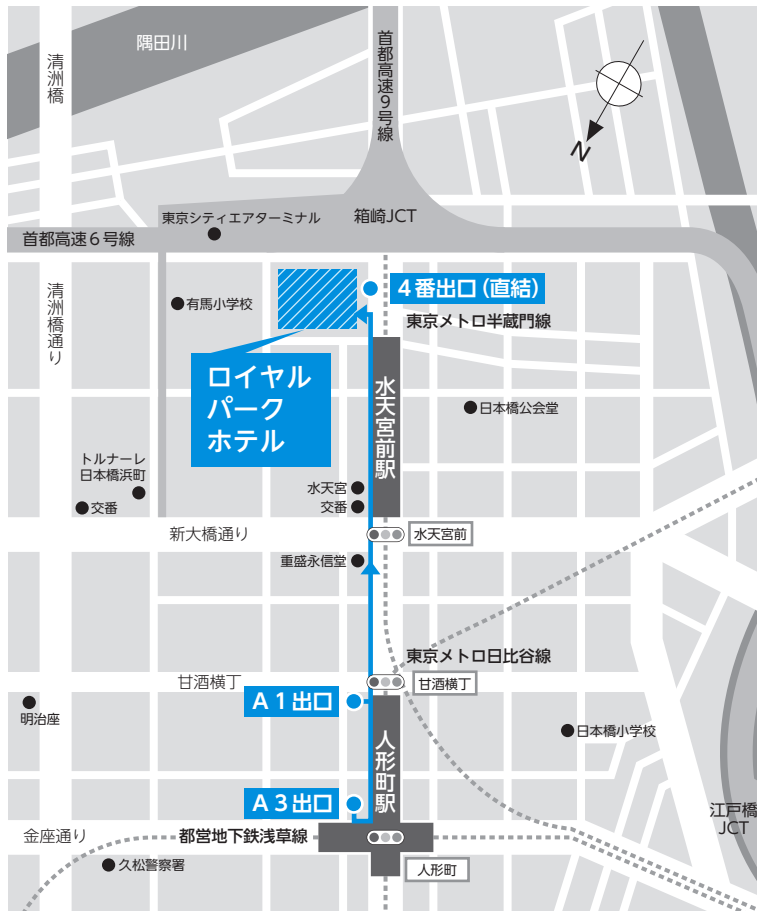 隅田川
清洲橋
首都高速9号線
N
東京シティエアターミナル
箱崎JCT
首都高速6号線
清洲橋通り
有馬小学校
4番出口(直結)
東京メトロ半蔵門線
ロイヤル
パーク
ホテル
水天宮前駅
日本橋公会堂
トルナーレ
日本橋浜町
交番
水天宮
交番
新大橋通り
水天宮前
重盛永信堂
東京メトロ日比谷線
甘酒横丁
甘酒横丁
A1出口
明治座
人形町駅
日本橋小学校
A3出口
江戸橋
JCT
金座通り
都営地下鉄浅草線
久松警察署
人形町